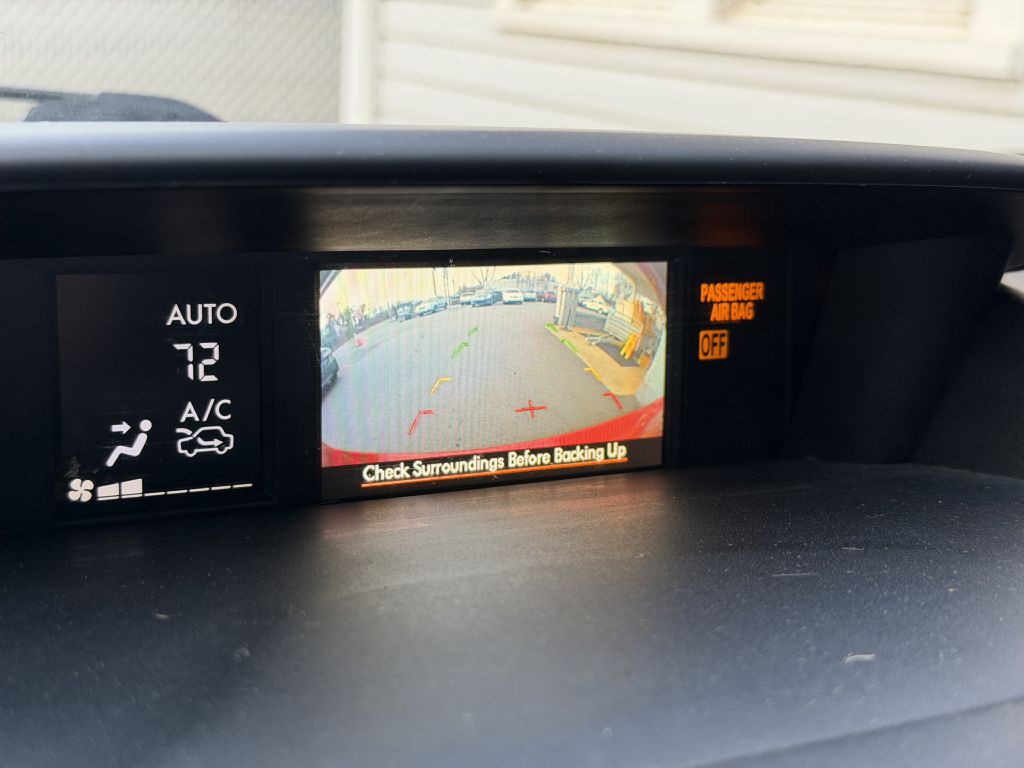 AUTO
72
A/C
Check Surroundings Before Backing Up
PASSENGER
AIR BAG
OFF